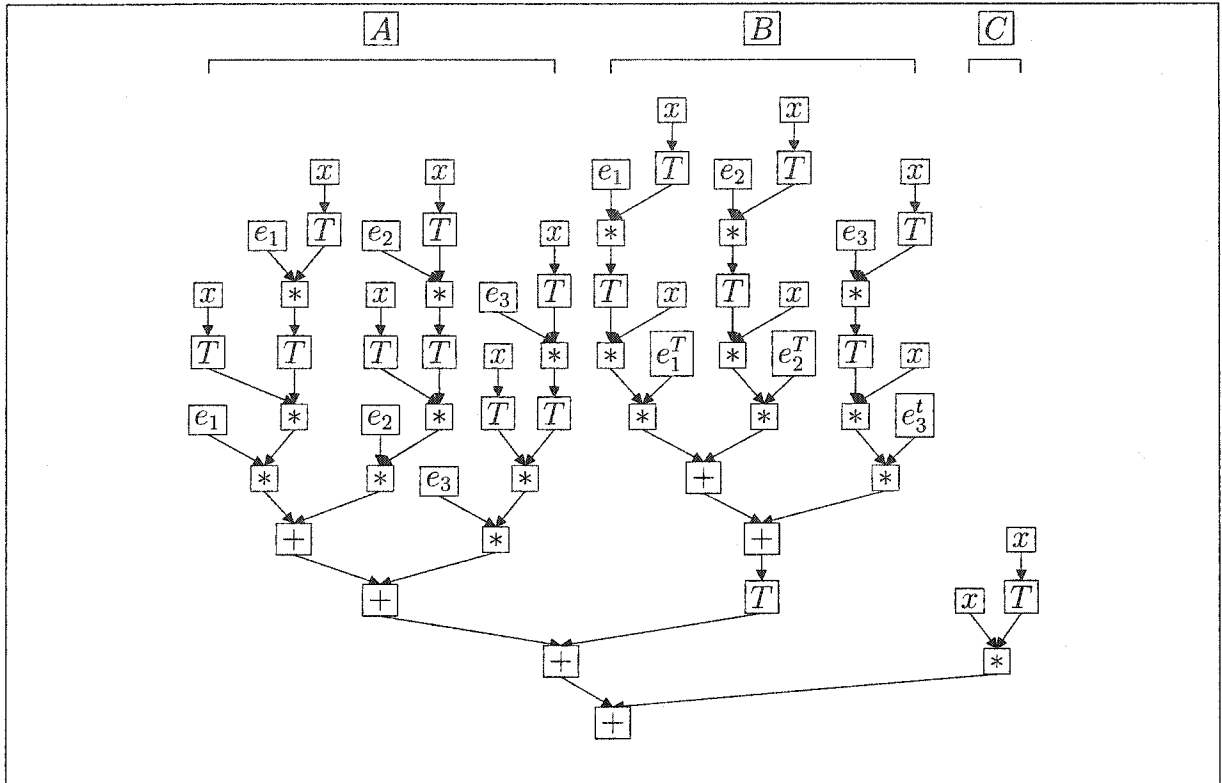 A B C
x x
e₁ T e₂ T
x x x
e₁ T e₂ T x * * e₃ T
x * x * e₃ T T x T x *
T T T T x * * e₁ᵀ * e₂ᵀ T x
e₁ * e₂ * T T * * * e₃ᵗ
* * e₃ * + *
+ * + x
+ T x T
+ *
+